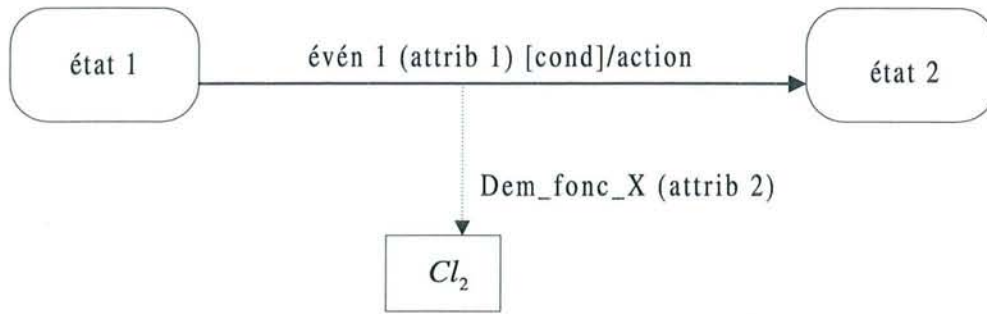 état 1
évén 1 (attrib 1) [cond]/action
état 2
Dem_fonc_X (attrib 2)
Cl₂